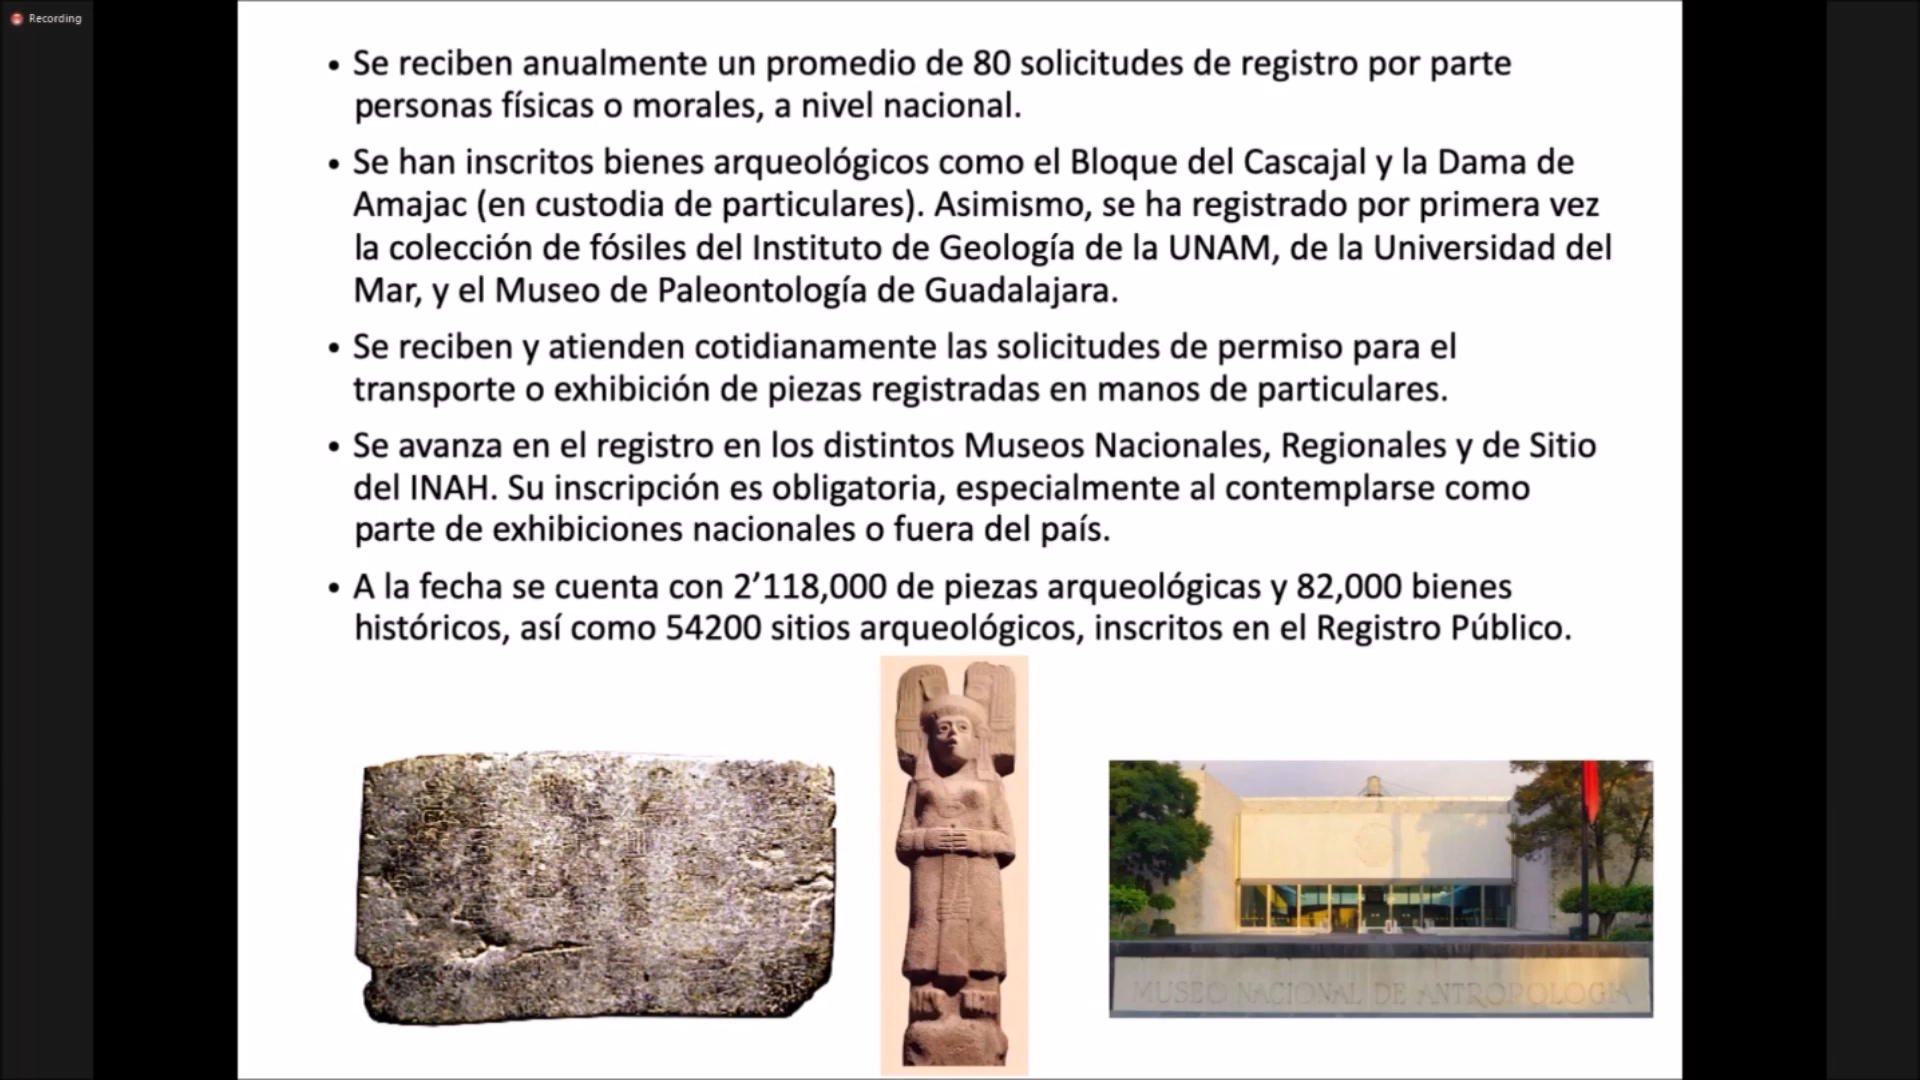 Recording
• Se reciben anualmente un promedio de 80 solicitudes de registro por parte
personas físicas o morales, a nivel nacional.
• Se han inscritos bienes arqueológicos como el Bloque del Cascajal y la Dama de
Amajac (en custodia de particulares). Asimismo, se ha registrado por primera vez
la colección de fósiles del Instituto de Geología de la UNAM, de la Universidad del
Mar, y el Museo de Paleontología de Guadalajara.
• Se reciben y atienden cotidianamente las solicitudes de permiso para el
transporte o exhibición de piezas registradas en manos de particulares.
• Se avanza en el registro en los distintos Museos Nacionales, Regionales y de Sitio
del INAH. Su inscripción es obligatoria, especialmente al contemplarse como
parte de exhibiciones nacionales o fuera del país.
• A la fecha se cuenta con 2’118,000 de piezas arqueológicas y 82,000 bienes
históricos, así como 54200 sitios arqueológicos, inscritos en el Registro Público.
MUSEO NACIONAL DE ANTROPOLOGIA